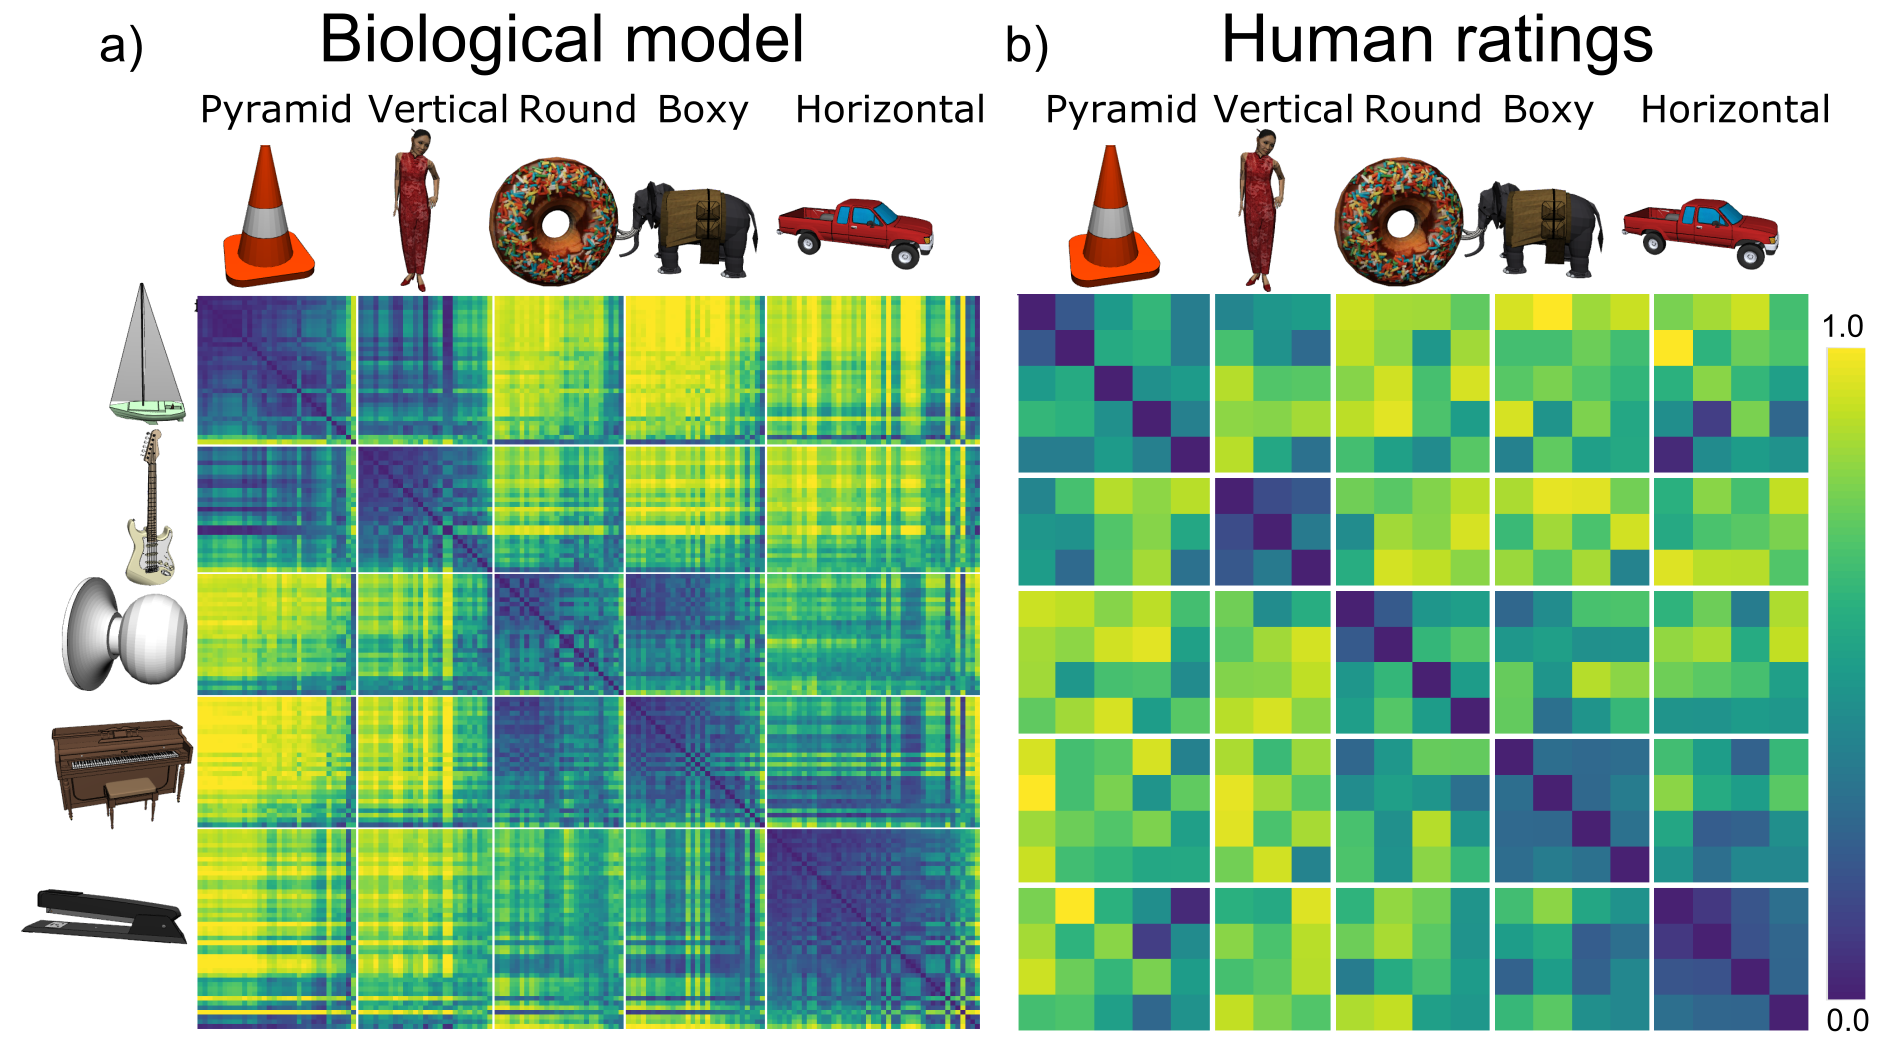 a) Biological model
b) Human ratings
Pyramid Vertical Round Boxy Horizontal
Pyramid Vertical Round Boxy Horizontal
1.0
0.0